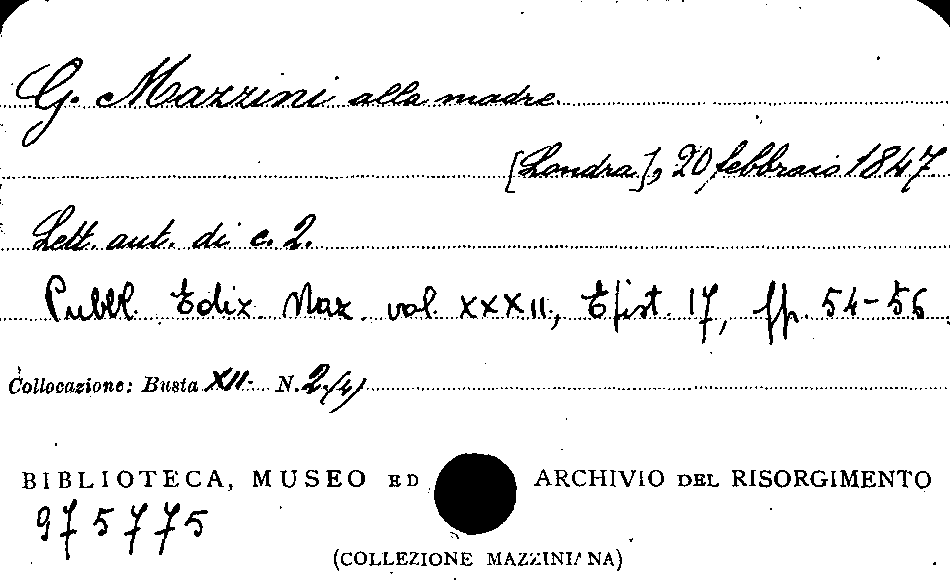 G. Mazzini alla madre
[Londra], 20 febbraio 1847
Lett. aut. di c. 2.
Pubbl. Ediz. Naz. vol. XXXII, Epist. 17, pp. 54-56
Collocazione: Busta XII. N. 2/4)
BIBLIOTECA, MUSEO ED ARCHIVIO DEL RISORGIMENTO
975775
(COLLEZIONE MAZZINIANA)